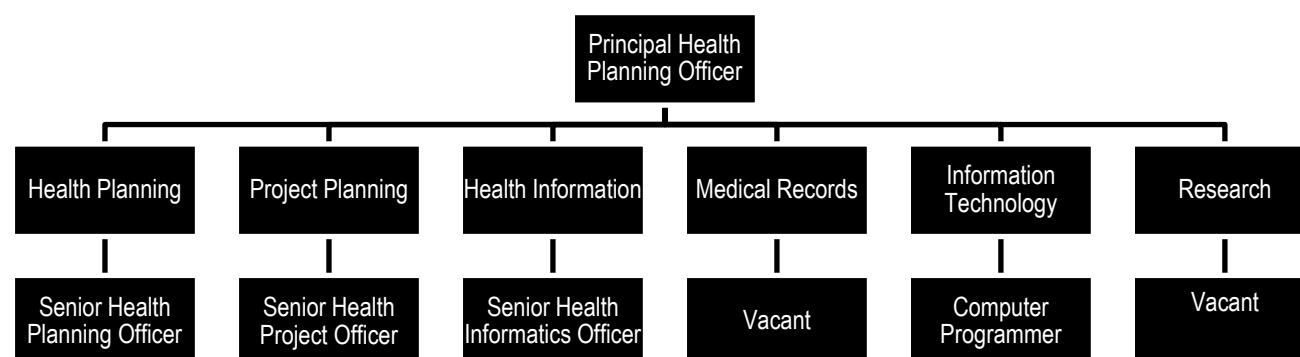 Principal Health
Planning Officer
Health Planning
Project Planning
Health Information
Medical Records
Information
Technology
Research
Senior Health
Planning Officer
Senior Health
Project Officer
Senior Health
Informatics Officer
Vacant
Computer
Programmer
Vacant